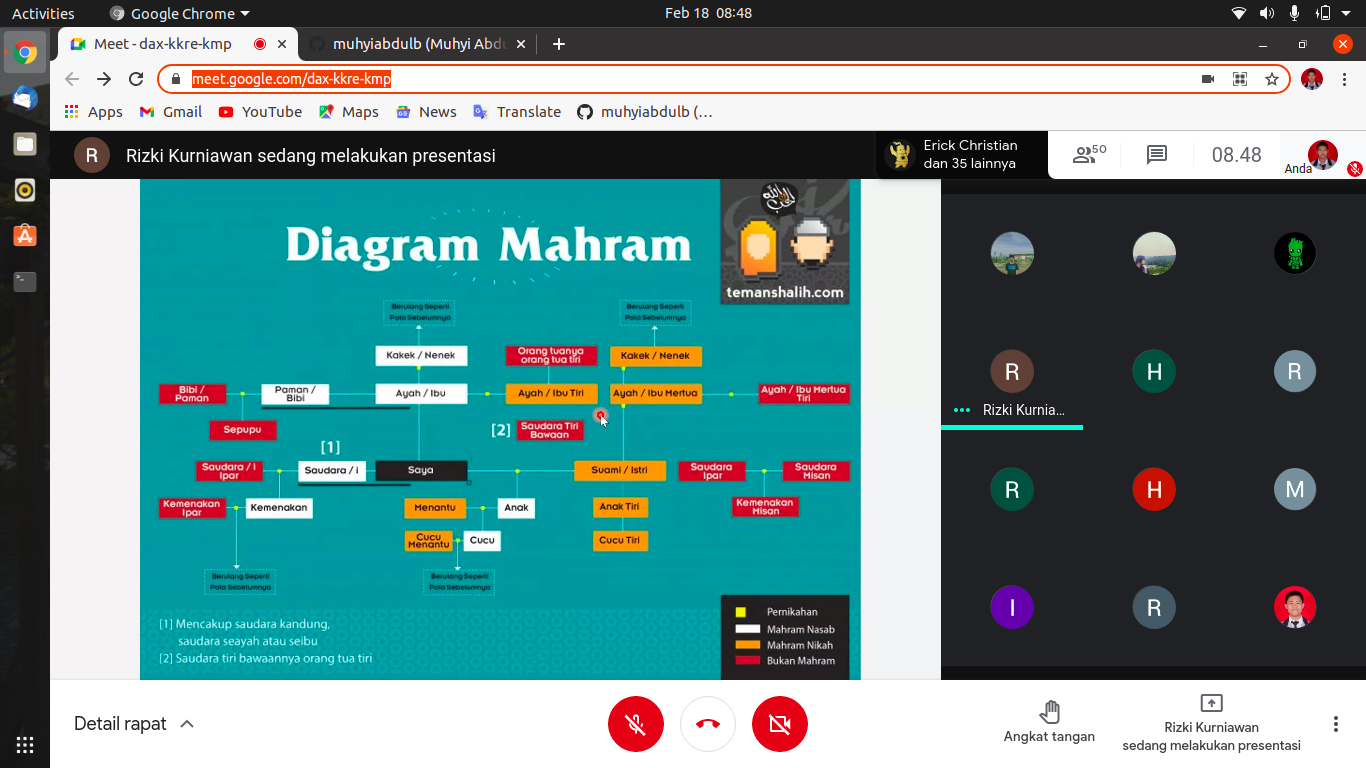 Activities
Google Chrome
Feb 18 08:48
Meet - dax-kkre-kmp
muhyiabdulb (Muhyi Abdu
meet.google.com/dax-kkre-kmp
Apps
Gmail
YouTube
Maps
News
Translate
muhyiabdulb (…
R
Rizki Kurniawan sedang melakukan presentasi
Erick Christian
dan 35 lainnya
50
08.48
Anda
Diagram Mahram
temanshalih.com
Berulang Seperti
Pola Sebelumnya
Berulang Seperti
Pola Sebelumnya
Kakek / Nenek
Orang tuanya
orang tua tiri
Kakek / Nenek
Bibi /
Paman
Paman /
Bibi
Ayah / Ibu
Ayah / Ibu Tiri
Ayah / Ibu Mertua
Ayah / Ibu Mertua
Tiri
Sepupu
[2]
Saudara Tiri
Bawaan
[1]
Saudara / i
Ipar
Saudara / i
Saya
Suami / Istri
Saudara
Ipar
Saudara
Misan
Kemenakan
Ipar
Kemenakan
Menantu
Anak
Anak Tiri
Kemenakan
Misan
Cucu
Menantu
Cucu
Cucu Tiri
Berulang Seperti
Pola Sebelumnya
Berulang Seperti
Pola Sebelumnya
[1] Mencakup saudara kandung,
saudara seayah atau seibu
[2] Saudara tiri bawaannya orang tua tiri
Pernikahan
Mahram Nasab
Mahram Nikah
Bukan Mahram
R
H
R
Rizki Kurnia...
R
H
M
I
R
Detail rapat
Angkat tangan
Rizki Kurniawan
sedang melakukan presentasi